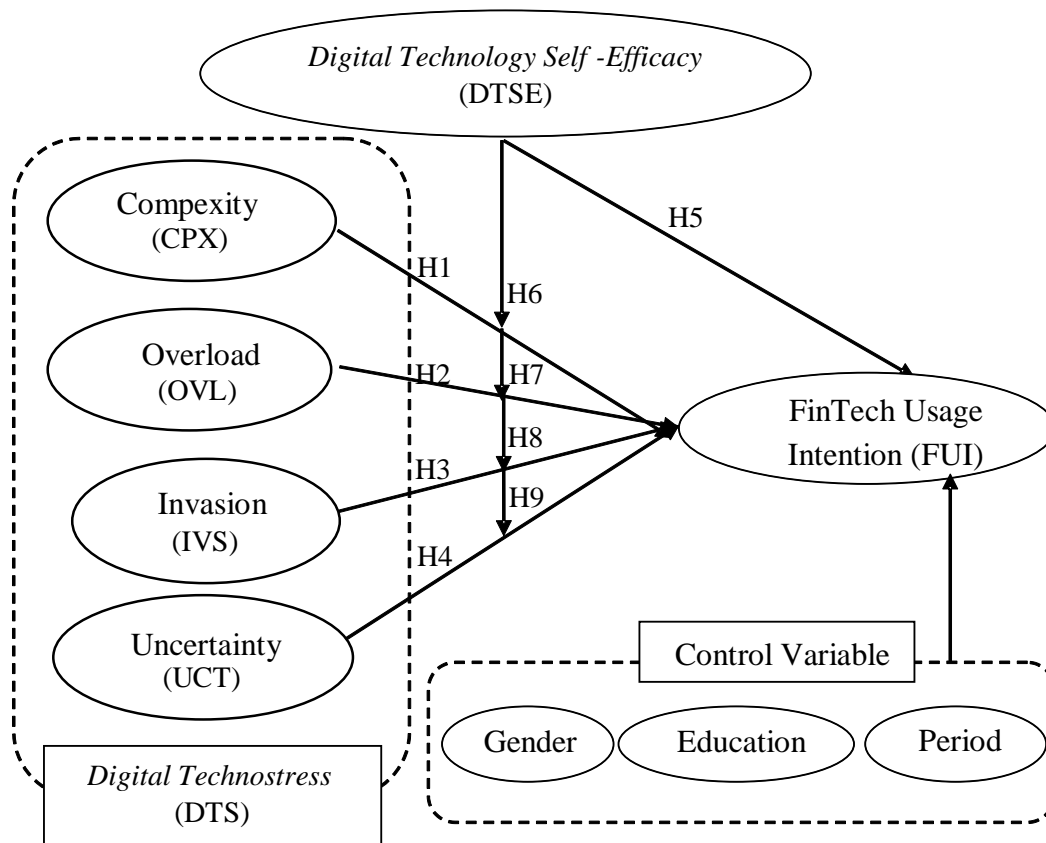 Digital Technology Self -Efficacy
(DTSE)
Compexity
(CPX)
H5
H1
H6
Overload
(OVL)
H2
H7
FinTech Usage
Intention (FUI)
H8
H3
Invasion
(IVS)
H9
H4
Uncertainty
(UCT)
Control Variable
Gender
Education
Period
Digital Technostress
(DTS)